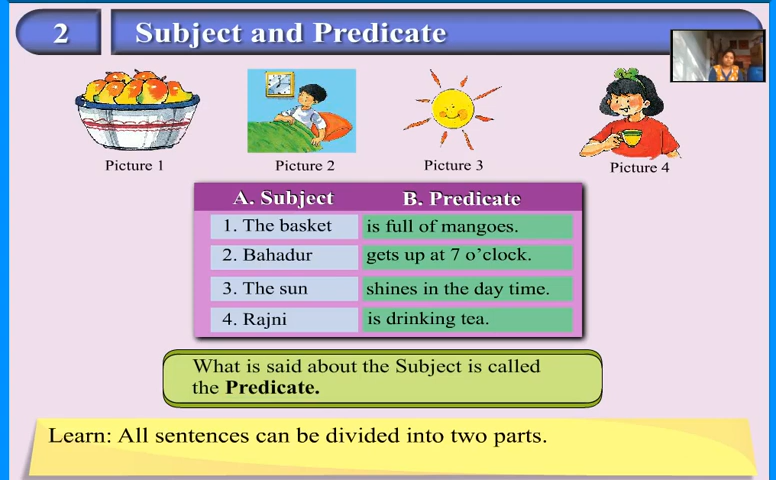 2 Subject and Predicate
Picture 1 Picture 2 Picture 3 Picture 4
A. Subject B. Predicate
1. The basket is full of mangoes.
2. Bahadur gets up at 7 o’clock.
3. The sun shines in the day time.
4. Rajni is drinking tea.
What is said about the Subject is called
the Predicate.
Learn: All sentences can be divided into two parts.